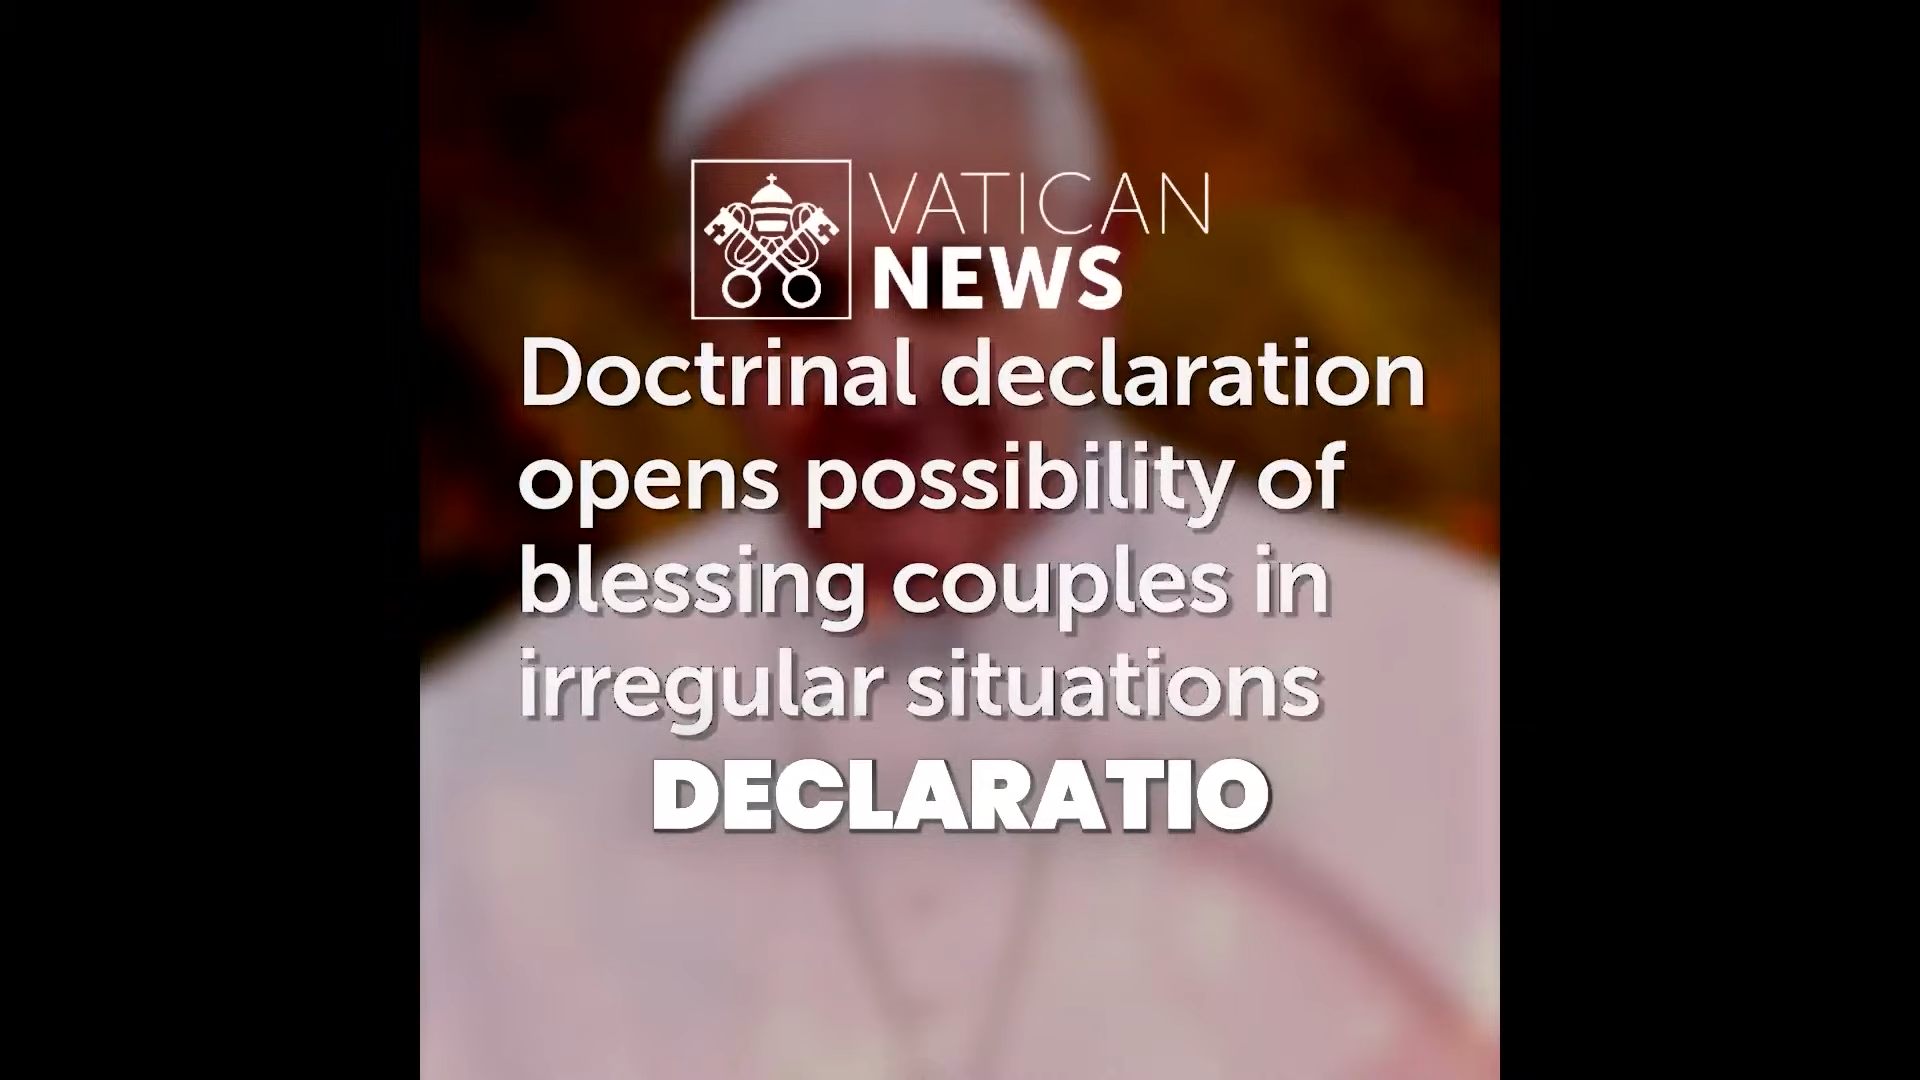 VATICAN
NEWS
Doctrinal declaration
opens possibility of
blessing couples in
irregular situations
DECLARATIO